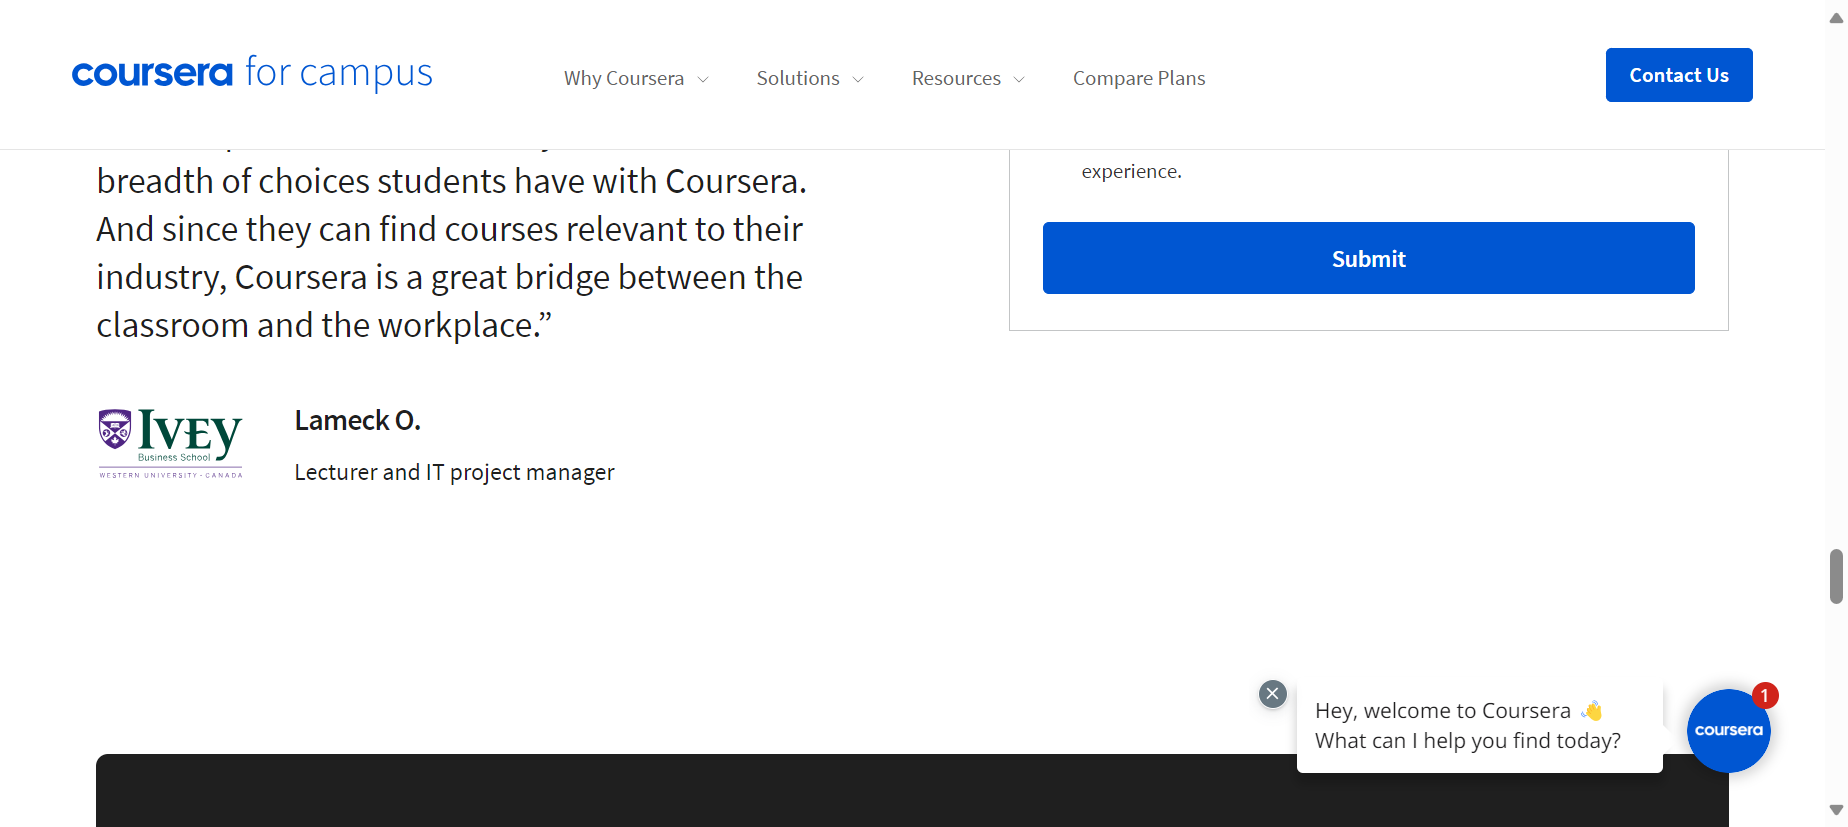 coursera for campus
Why Coursera
Solutions
Resources
Compare Plans
Contact Us
breadth of choices students have with Coursera.
And since they can find courses relevant to their
industry, Coursera is a great bridge between the
classroom and the workplace.”
experience.
Submit
IVEY
Business School
WESTERN UNIVERSITY · CANADA
Lameck O.
Lecturer and IT project manager
Hey, welcome to Coursera 👋
What can I help you find today?
coursera
1